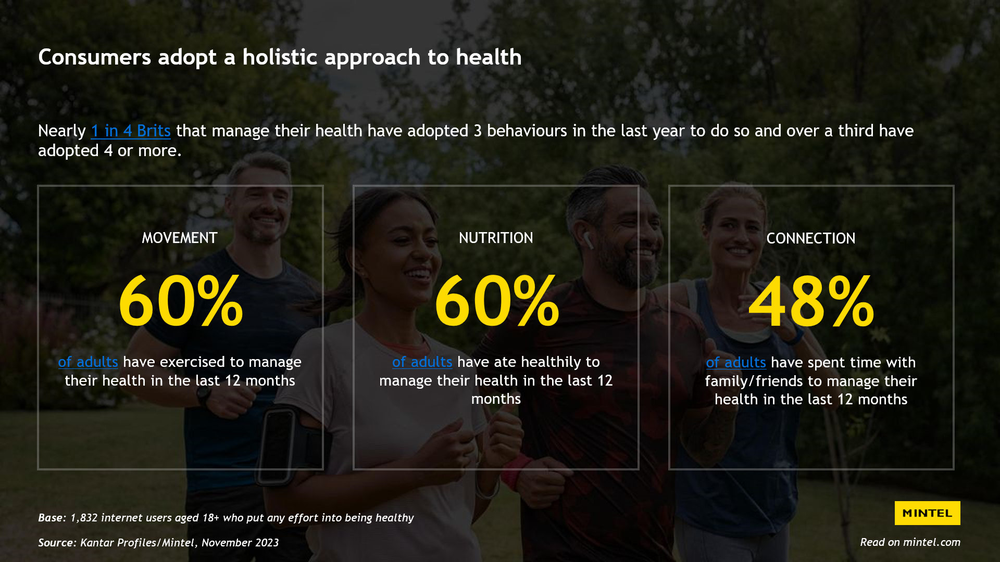 Consumers adopt a holistic approach to health
Nearly 1 in 4 Brits that manage their health have adopted 3 behaviours in the last year to do so and over a third have
adopted 4 or more.
MOVEMENT
60%
of adults have exercised to manage
their health in the last 12 months
NUTRITION
60%
of adults have ate healthily to
manage their health in the last 12
months
CONNECTION
48%
of adults have spent time with
family/friends to manage their
health in the last 12 months
Base: 1,832 internet users aged 18+ who put any effort into being healthy
Source: Kantar Profiles/Mintel, November 2023
MINTEL
Read on mintel.com